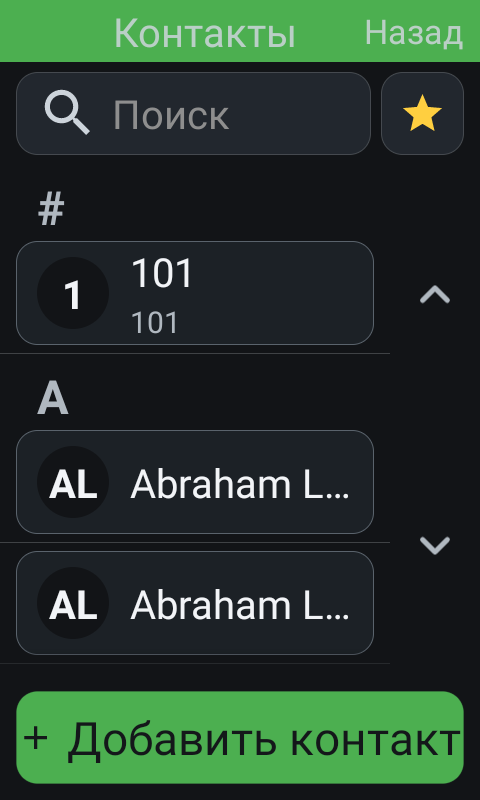 Контакты Назад
Поиск
#
1 101
101
A
AL Abraham L...
AL Abraham L...
+ Добавить контакт